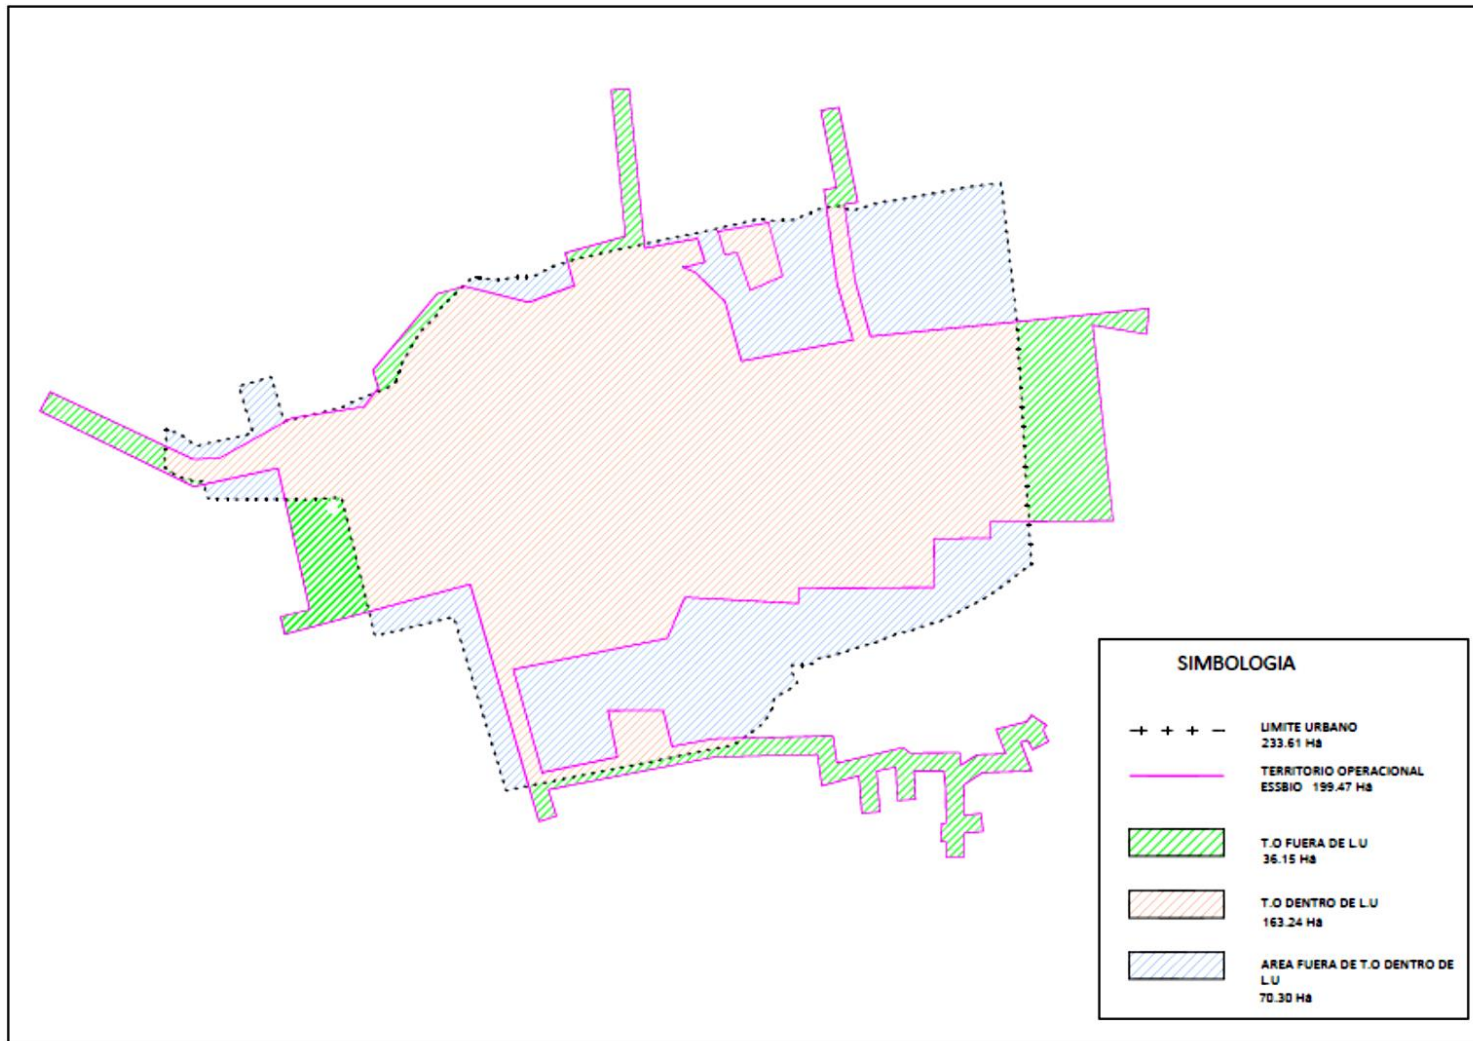 SIMBOLOGIA
LIMITE URBANO
233.61 Há
TERRITORIO OPERACIONAL
ESSBIO 199.47 Há
T.O FUERA DE L.U
36.15 Há
T.O DENTRO DE L.U
163.24 Há
AREA FUERA DE T.O DENTRO DE
L.U
70.30 Há